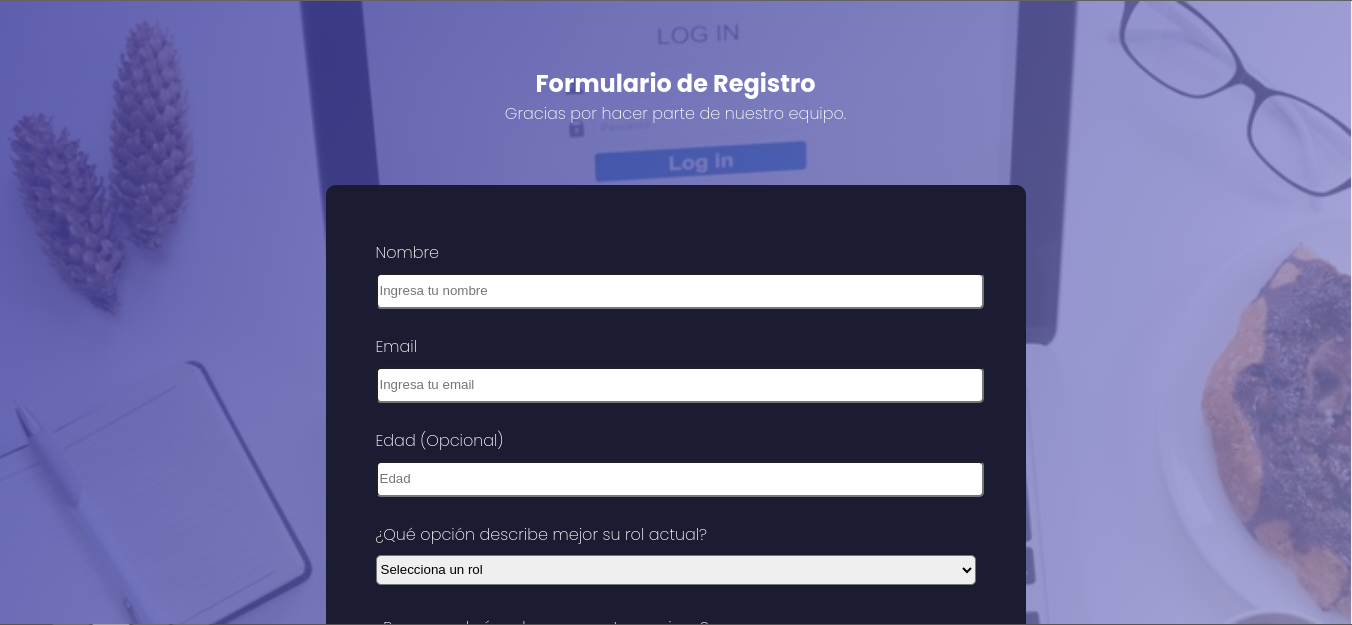 LOG IN
Formulario de Registro
Gracias por hacer parte de nuestro equipo.
Log in
Nombre
Ingresa tu nombre
Email
Ingresa tu email
Edad (Opcional)
Edad
¿Qué opción describe mejor su rol actual?
Selecciona un rol